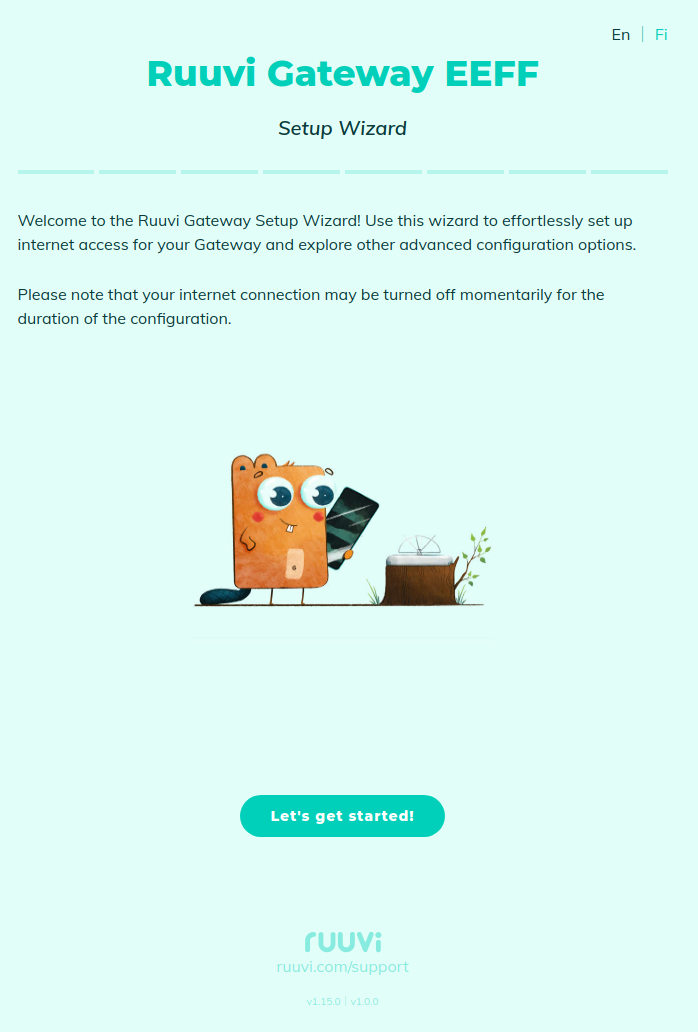 En | Fi
Ruuvi Gateway EEFF
Setup Wizard
Welcome to the Ruuvi Gateway Setup Wizard! Use this wizard to effortlessly set up
internet access for your Gateway and explore other advanced configuration options.
Please note that your internet connection may be turned off momentarily for the
duration of the configuration.
Let's get started!
ruuvi
ruuvi.com/support
v1.15.0 | v1.0.0